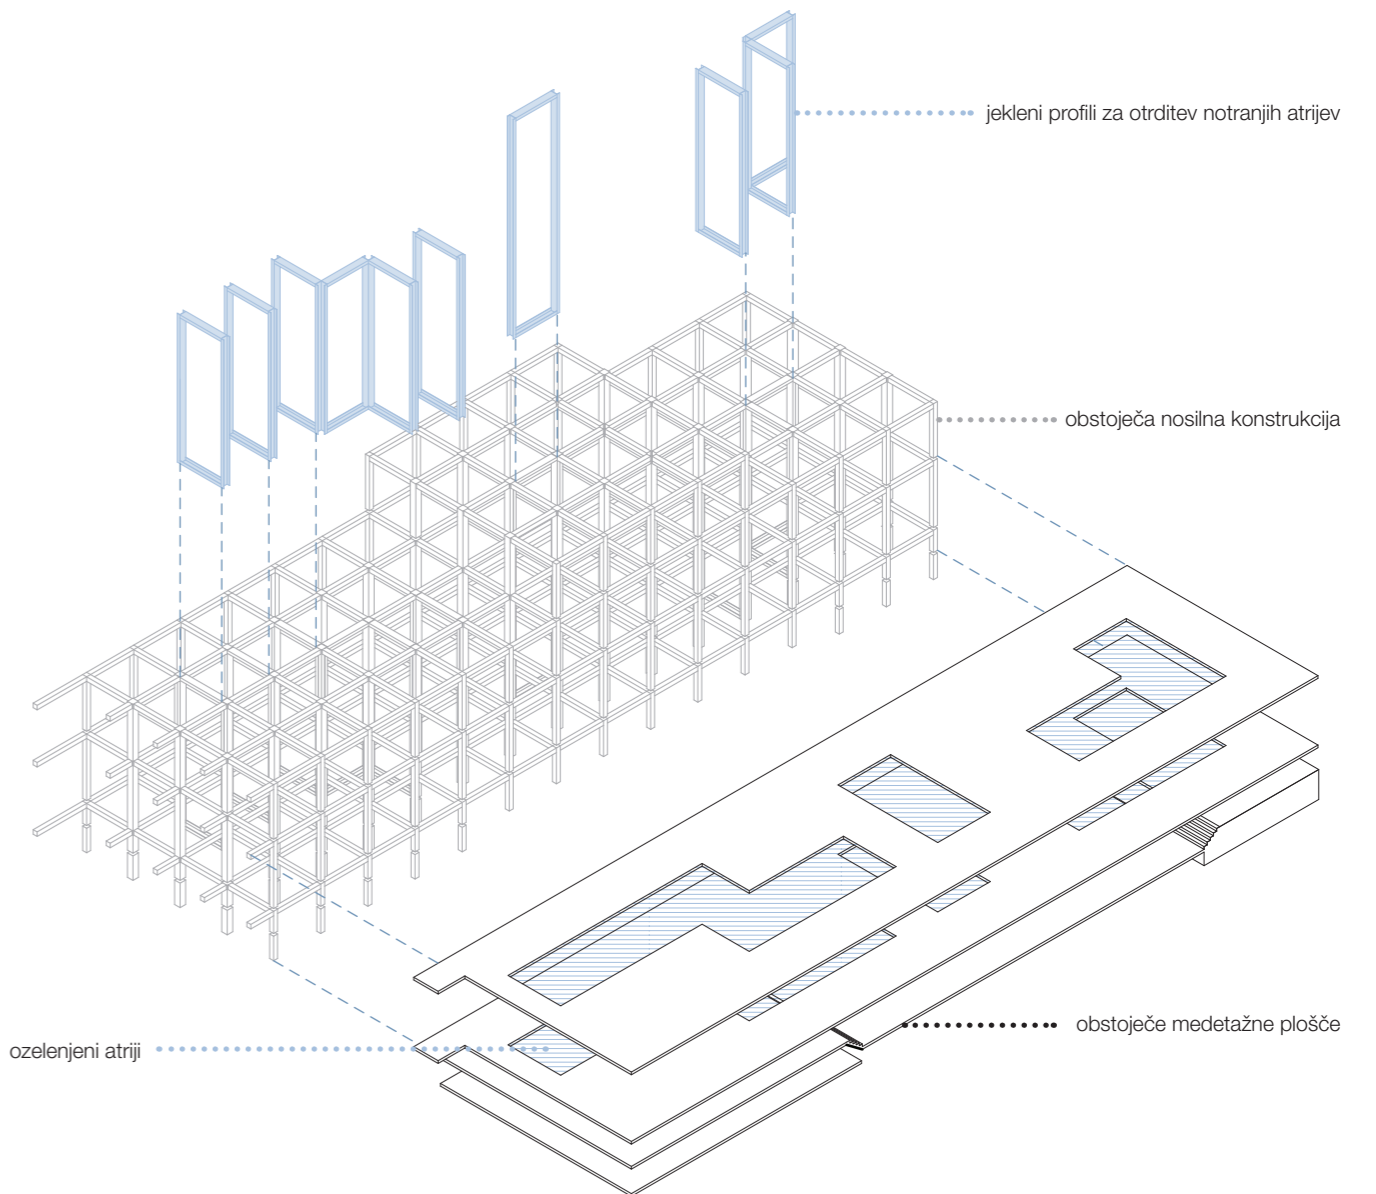 jekleni profili za otrditev notranjih atrijev
obstoječa nosilna konstrukcija
obstoječe medetažne plošče
ozelenjeni atriji